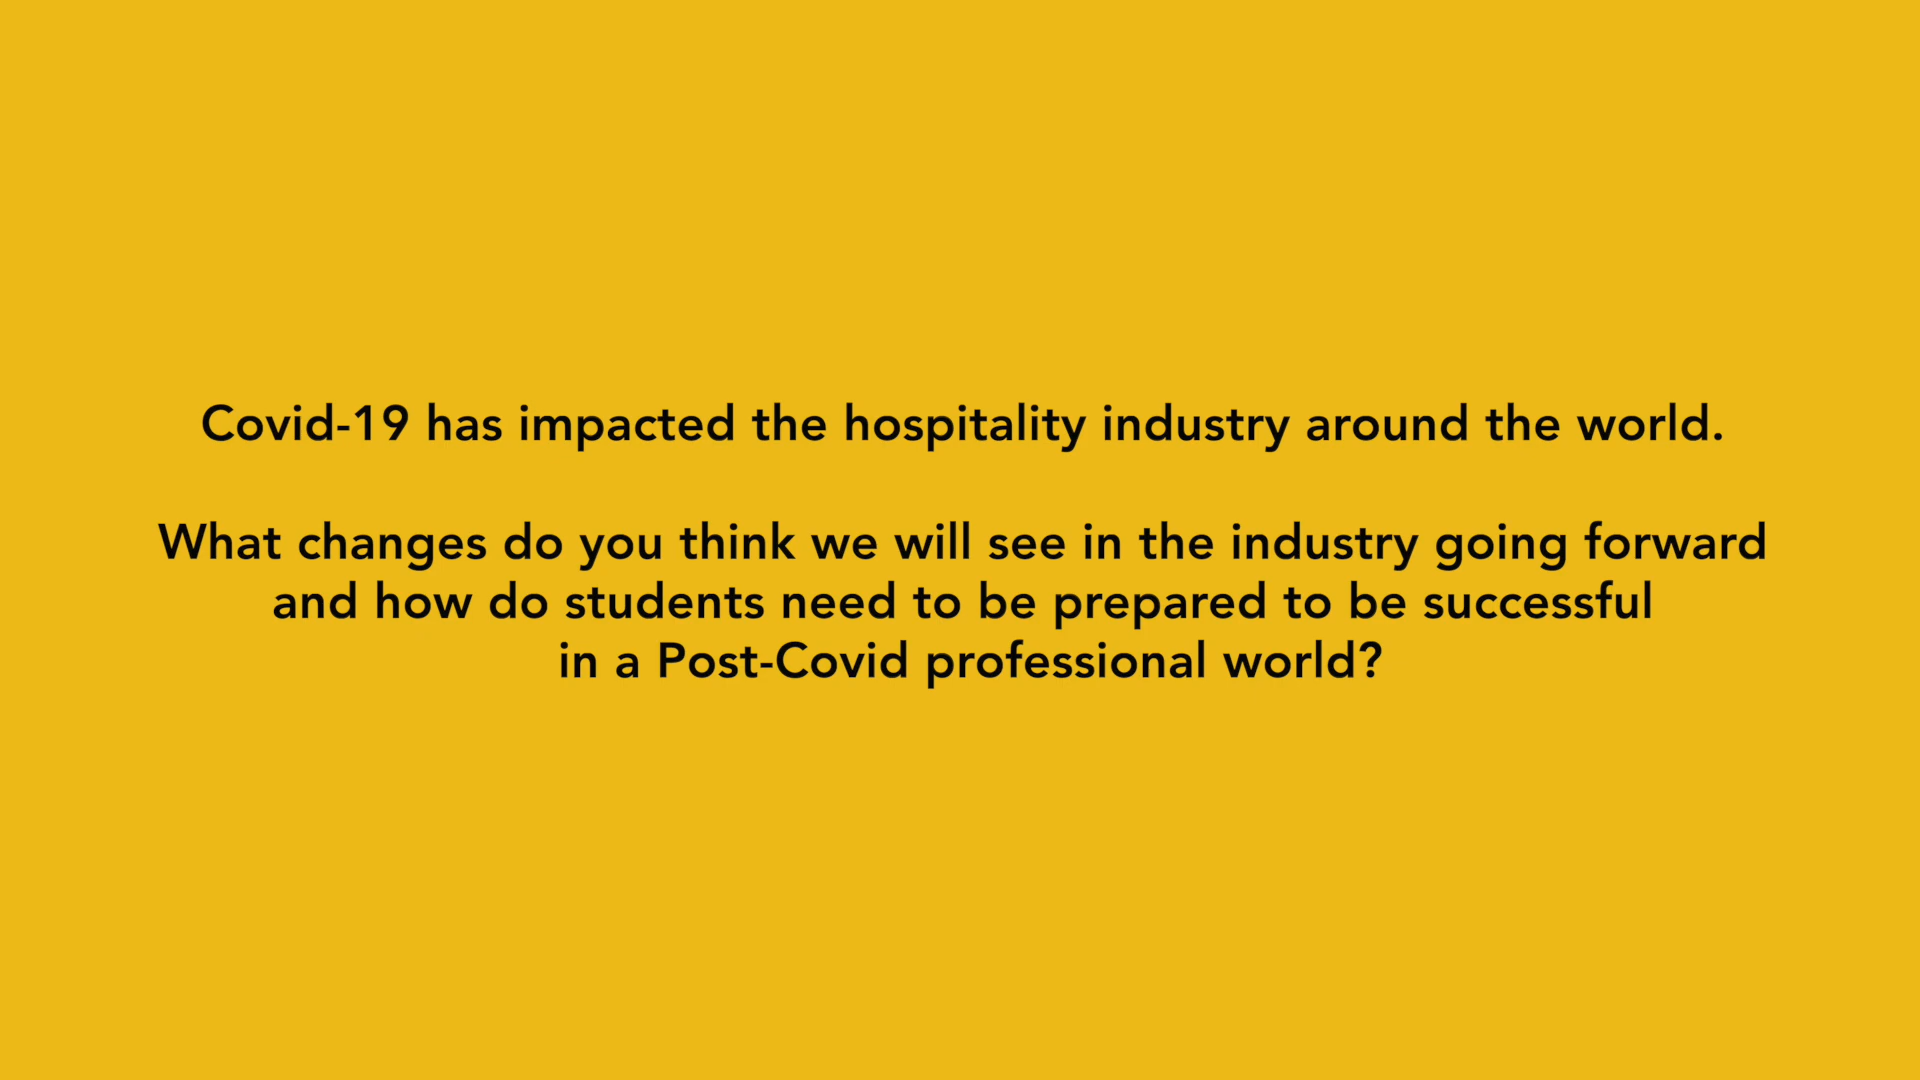 Covid-19 has impacted the hospitality industry around the world.
What changes do you think we will see in the industry going forward
and how do students need to be prepared to be successful
in a Post-Covid professional world?